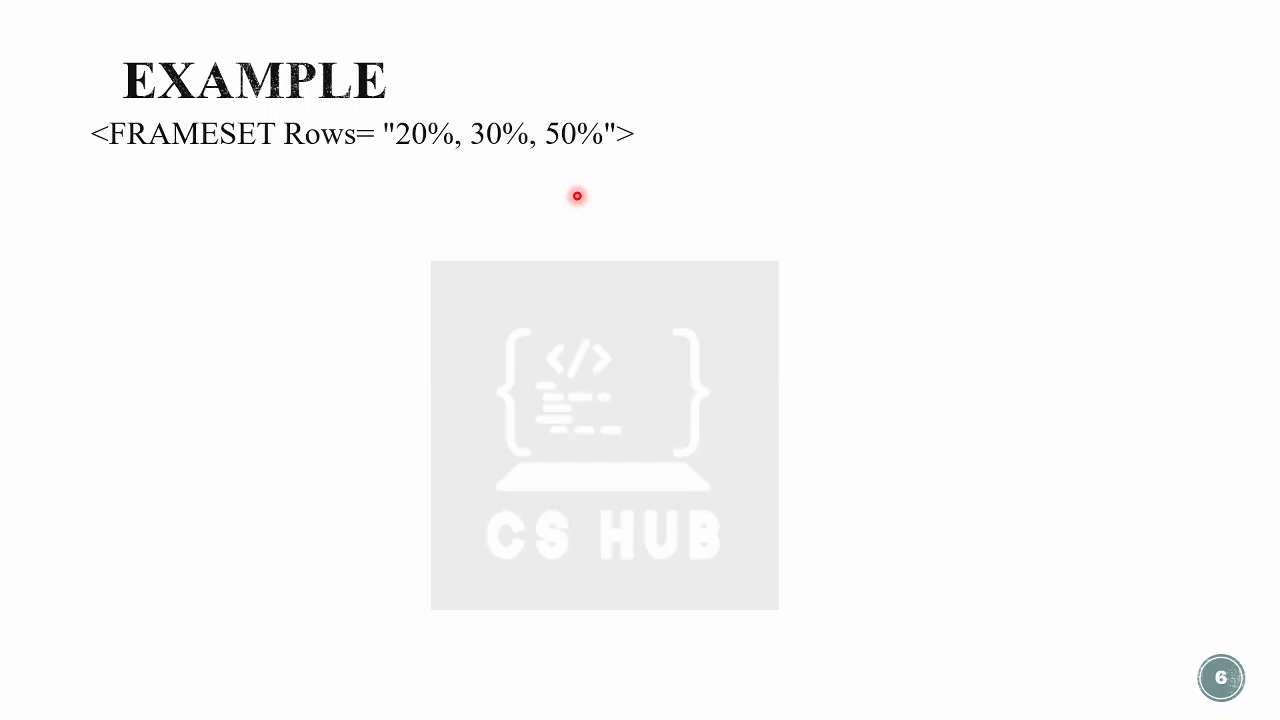 EXAMPLE
<FRAMESET Rows= "20%, 30%, 50%">
</>
CS HUB
6